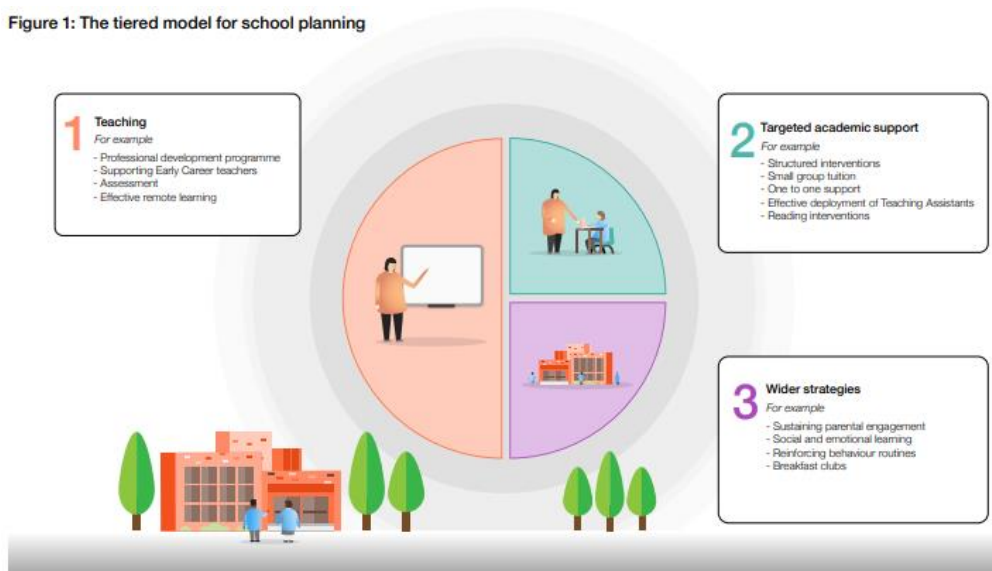 Figure 1: The tiered model for school planning
1
Teaching
For example
- Professional development programme
- Supporting Early Career teachers
- Assessment
- Effective remote learning
2
Targeted academic support
For example
- Structured interventions
- Small group tuition
- One to one support
- Effective deployment of Teaching Assistants
- Reading interventions
3
Wider strategies
For example
- Sustaining parental engagement
- Social and emotional learning
- Reinforcing behaviour routines
- Breakfast clubs